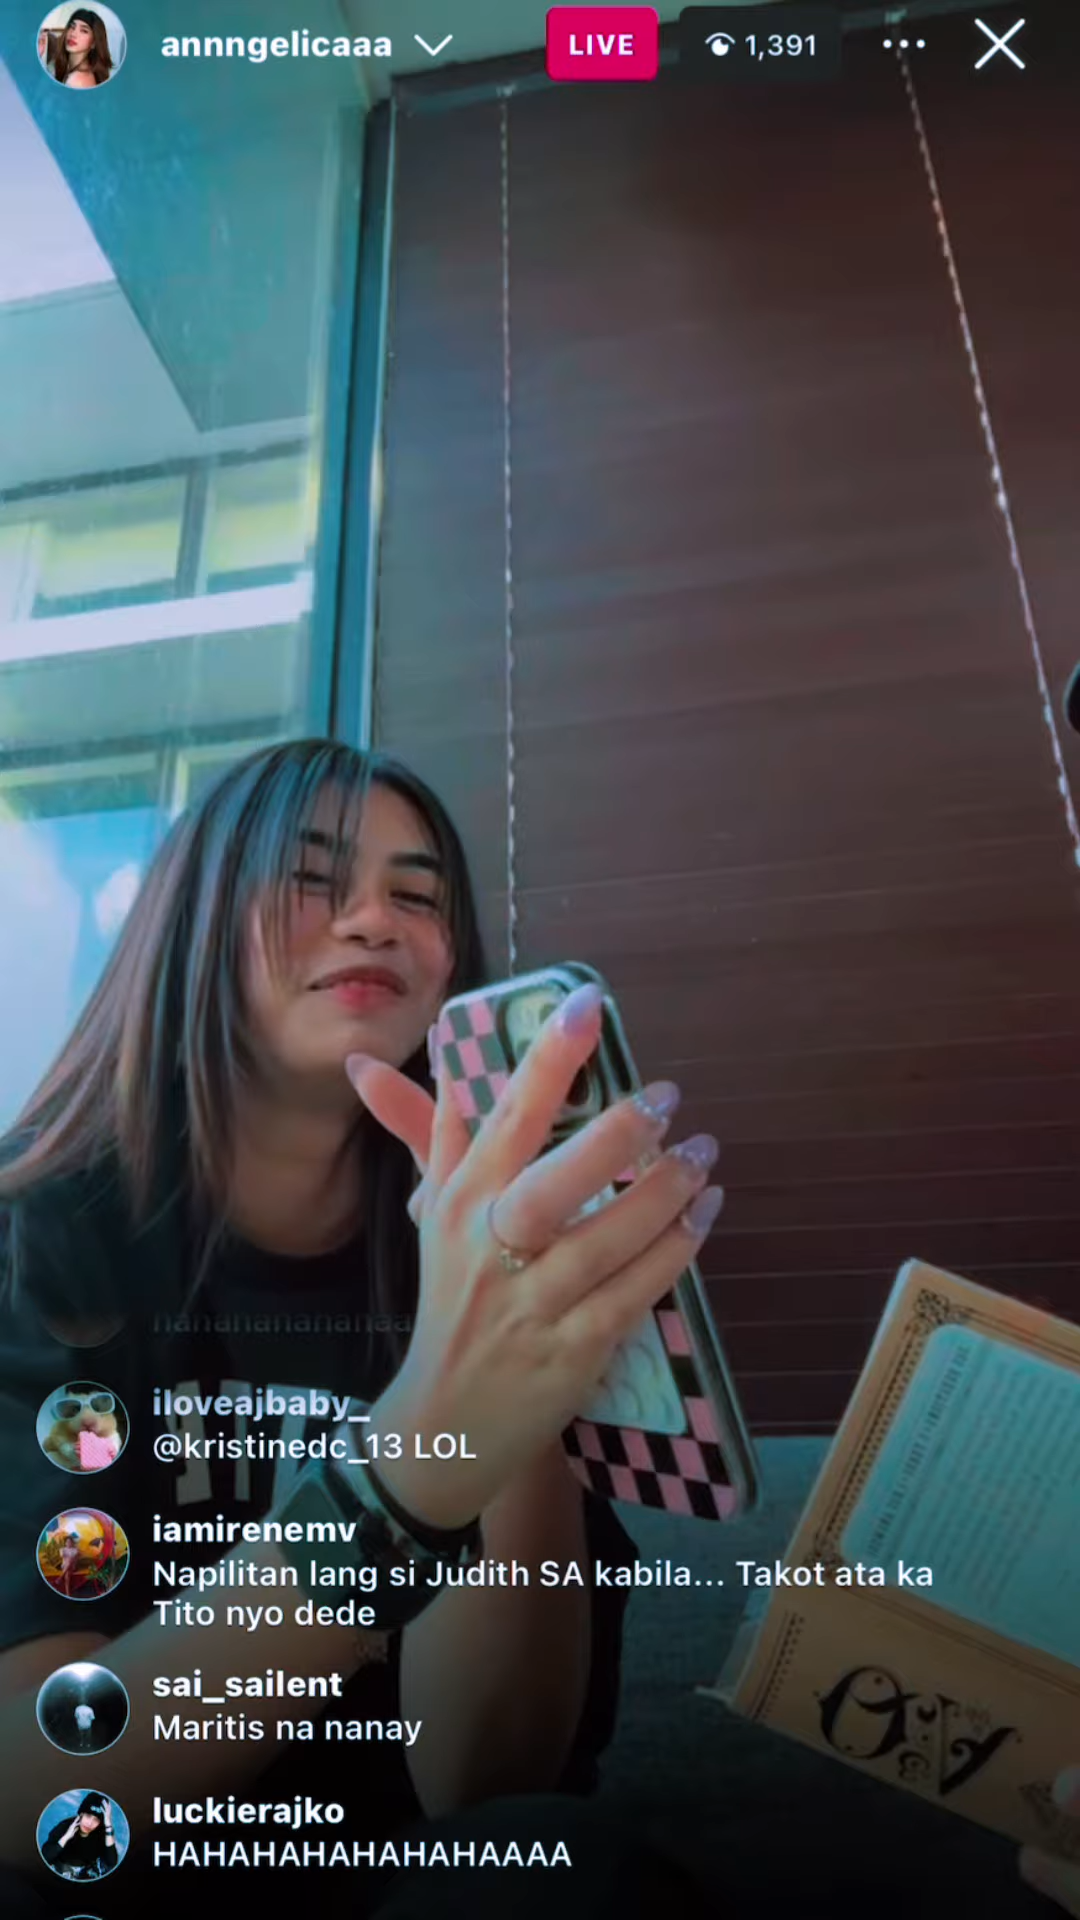 annngelicaaa
LIVE
1,391
iloveajbaby_
@kristinedc_13 LOL
iamirenemv
Napilitan lang si Judith SA kabila... Takot ata ka
Tito nyo dede
sai_sailent
Maritis na nanay
luckierajko
HAHAHAHAHAHAHAAAA